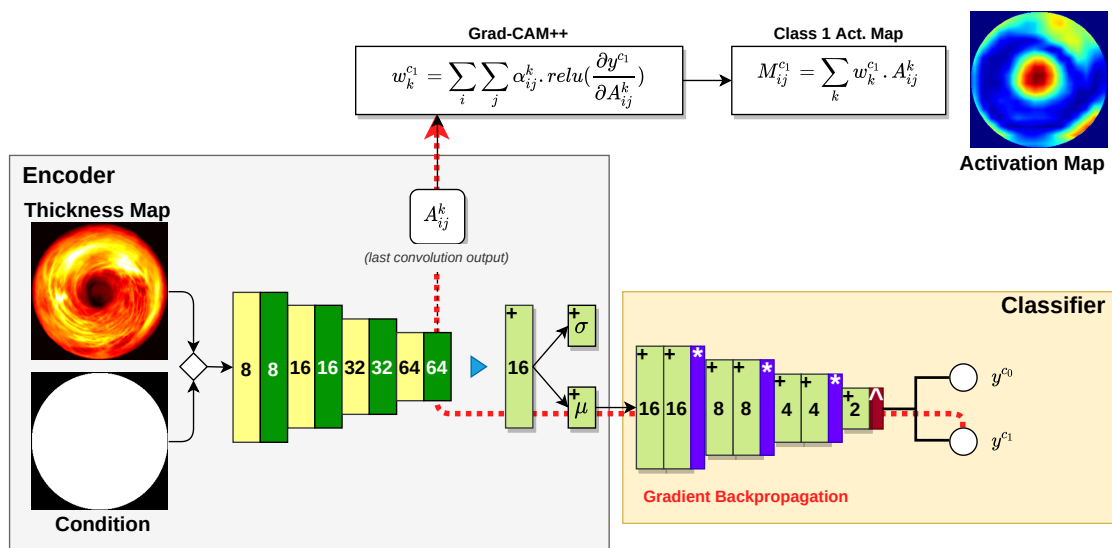 Grad-CAM++
Class 1 Act. Map
w_k^{c_1} = \sum_i \sum_j \alpha_{ij}^k . relu(\frac{\partial y^{c_1}}{\partial A_{ij}^k})
M_{ij}^{c_1} = \sum_k w_k^{c_1} . A_{ij}^k
Activation Map
Encoder
Thickness Map
A_{ij}^k
(last convolution output)
8 8 16 16 32 32 64 64
+ 16
+ σ
+ μ
Condition
Classifier
+ 16 + 16 * + 8 + 8 * + 4 + 4 * + 2 ^
y^{c_0}
y^{c_1}
Gradient Backpropagation